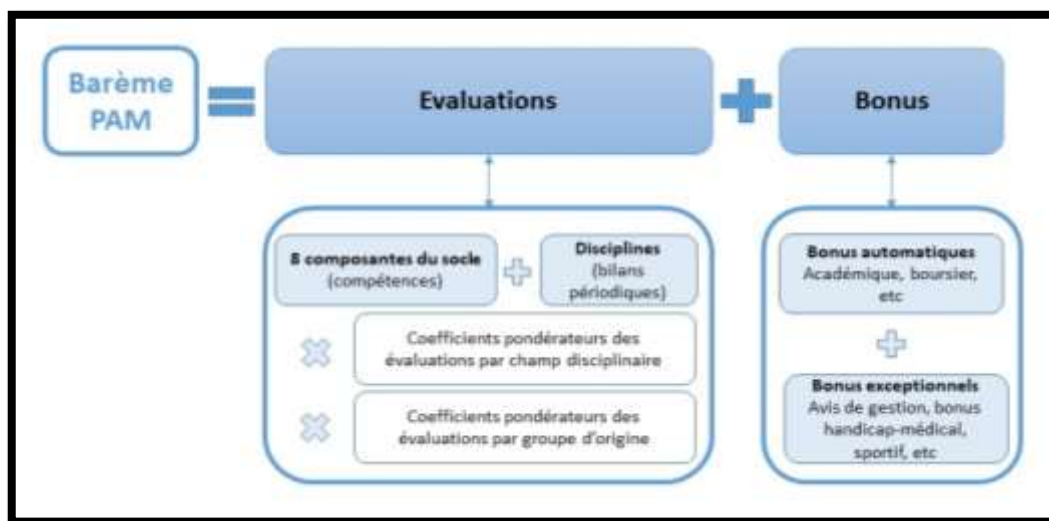 Barème
PAM
Evaluations
Bonus
8 composantes du socle
(compétences)
Disciplines
(bilans
périodiques)
Coefficients pondérateurs des
évaluations par champ disciplinaire
Coefficients pondérateurs des
évaluations par groupe d'origine
Bonus automatiques
Académique, boursier,
etc
Bonus exceptionnels
Avis de gestion, bonus
handicap-médical,
sportif, etc